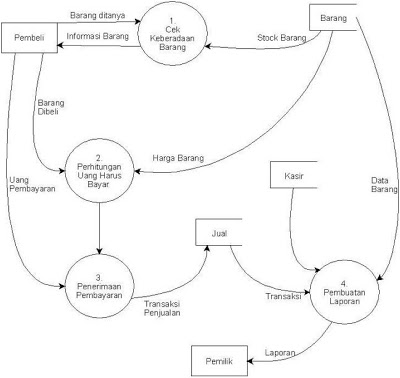 Barang ditanya
1.
Cek
Keberadaan
Barang
Barang
Pembeli
Informasi Barang
Stock Barang
Barang
Dibeli
2.
Perhitungan
Uang Harus
Bayar
Harga Barang
Kasir
Data
Barang
Uang
Pembayaran
Jual
3.
Penerimaan
Pembayaran
Transaksi
Penjualan
Transaksi
4.
Pembuatan
Laporan
Pemilik
Laporan